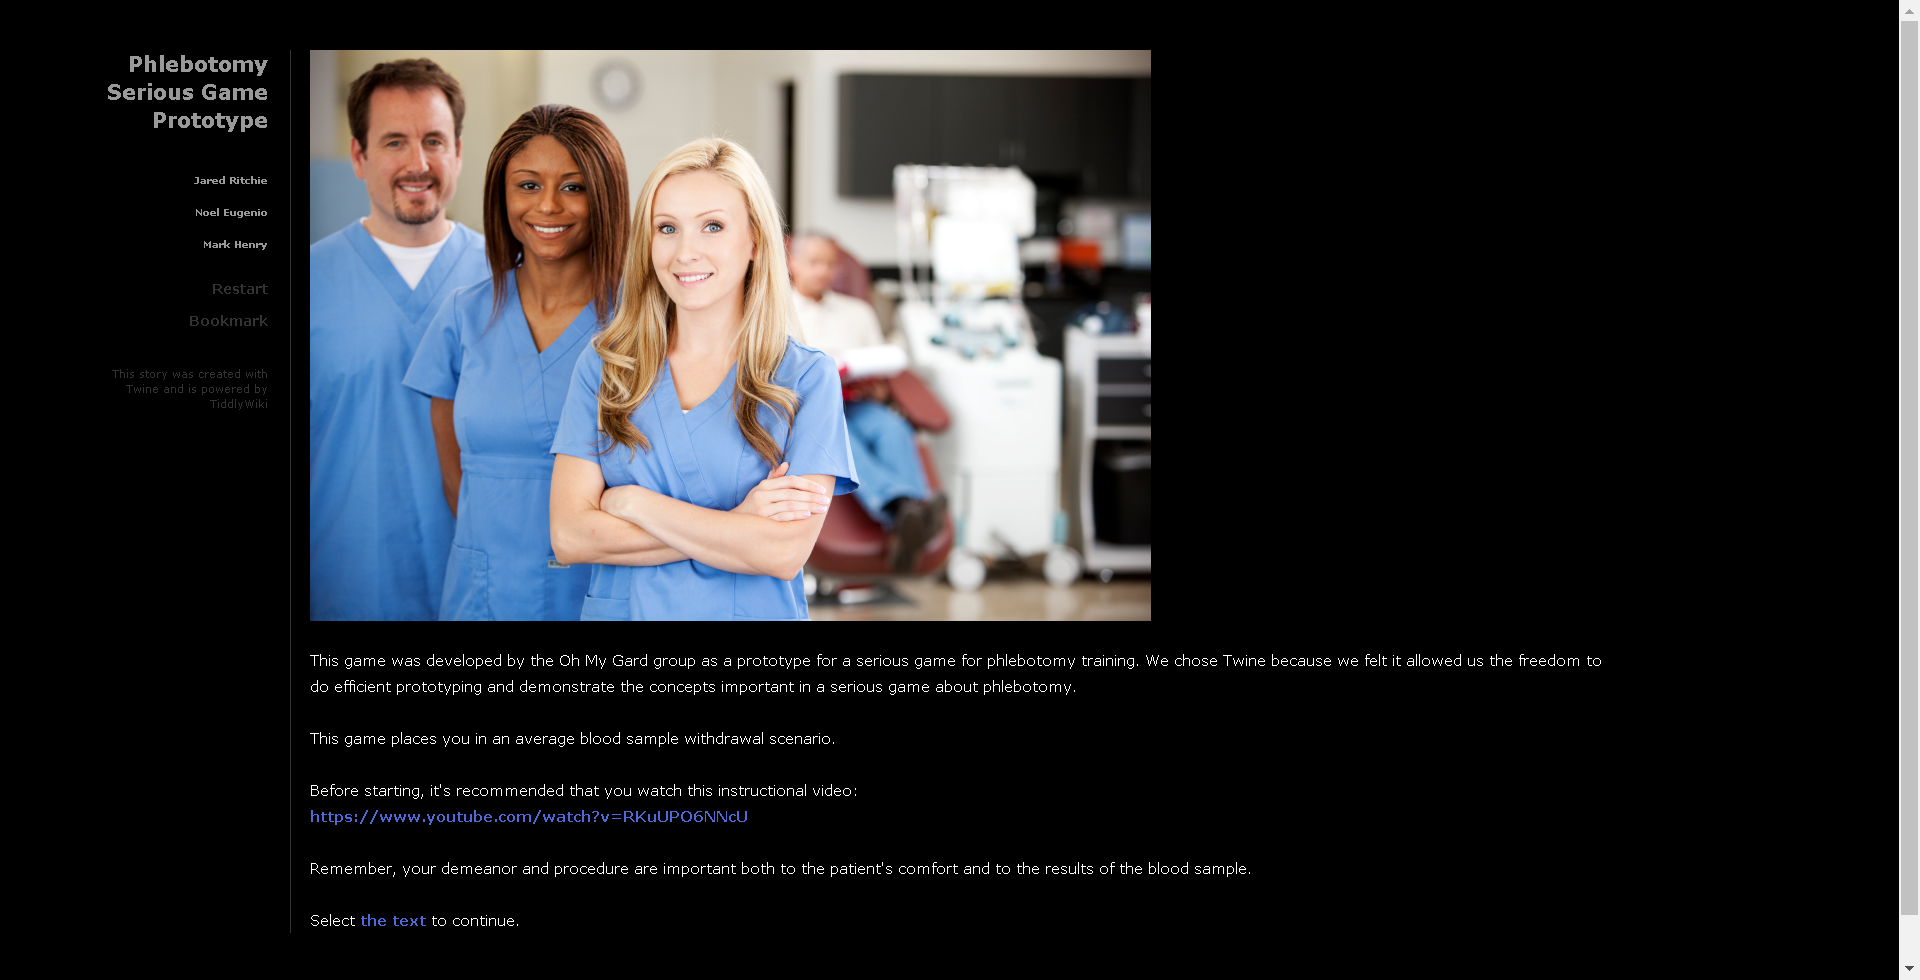 Phlebotomy
Serious Game
Prototype
Jared Ritchie
Noel Eugenio
Mark Henry
Restart
Bookmark
This story was created with
Twine and is powered by
TiddlyWiki
This game was developed by the Oh My Gard group as a prototype for a serious game for phlebotomy training. We chose Twine because we felt it allowed us the freedom to
do efficient prototyping and demonstrate the concepts important in a serious game about phlebotomy.
This game places you in an average blood sample withdrawal scenario.
Before starting, it's recommended that you watch this instructional video:
https://www.youtube.com/watch?v=RKuUPO6NNcU
Remember, your demeanor and procedure are important both to the patient's comfort and to the results of the blood sample.
Select the text to continue.